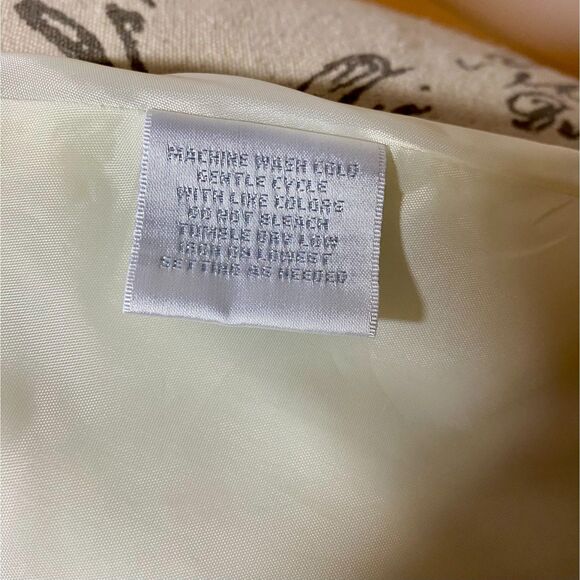 MACHINE WASH COLD
GENTLE CYCLE
WITH LIKE COLORS
DO NOT BLEACH
TUMBLE DRY LOW
IRON ON LOWEST
SETTING AS NEEDED